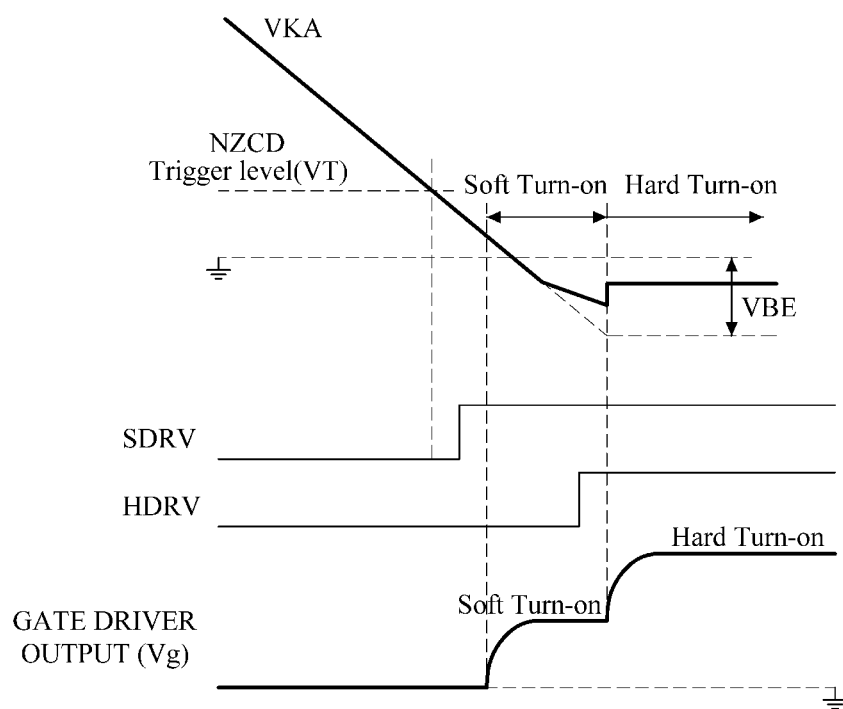 VKA
NZCD
Trigger level(VT)
Soft Turn-on
Hard Turn-on
VBE
SDRV
HDRV
Hard Turn-on
Soft Turn-on
GATE DRIVER
OUTPUT (Vg)